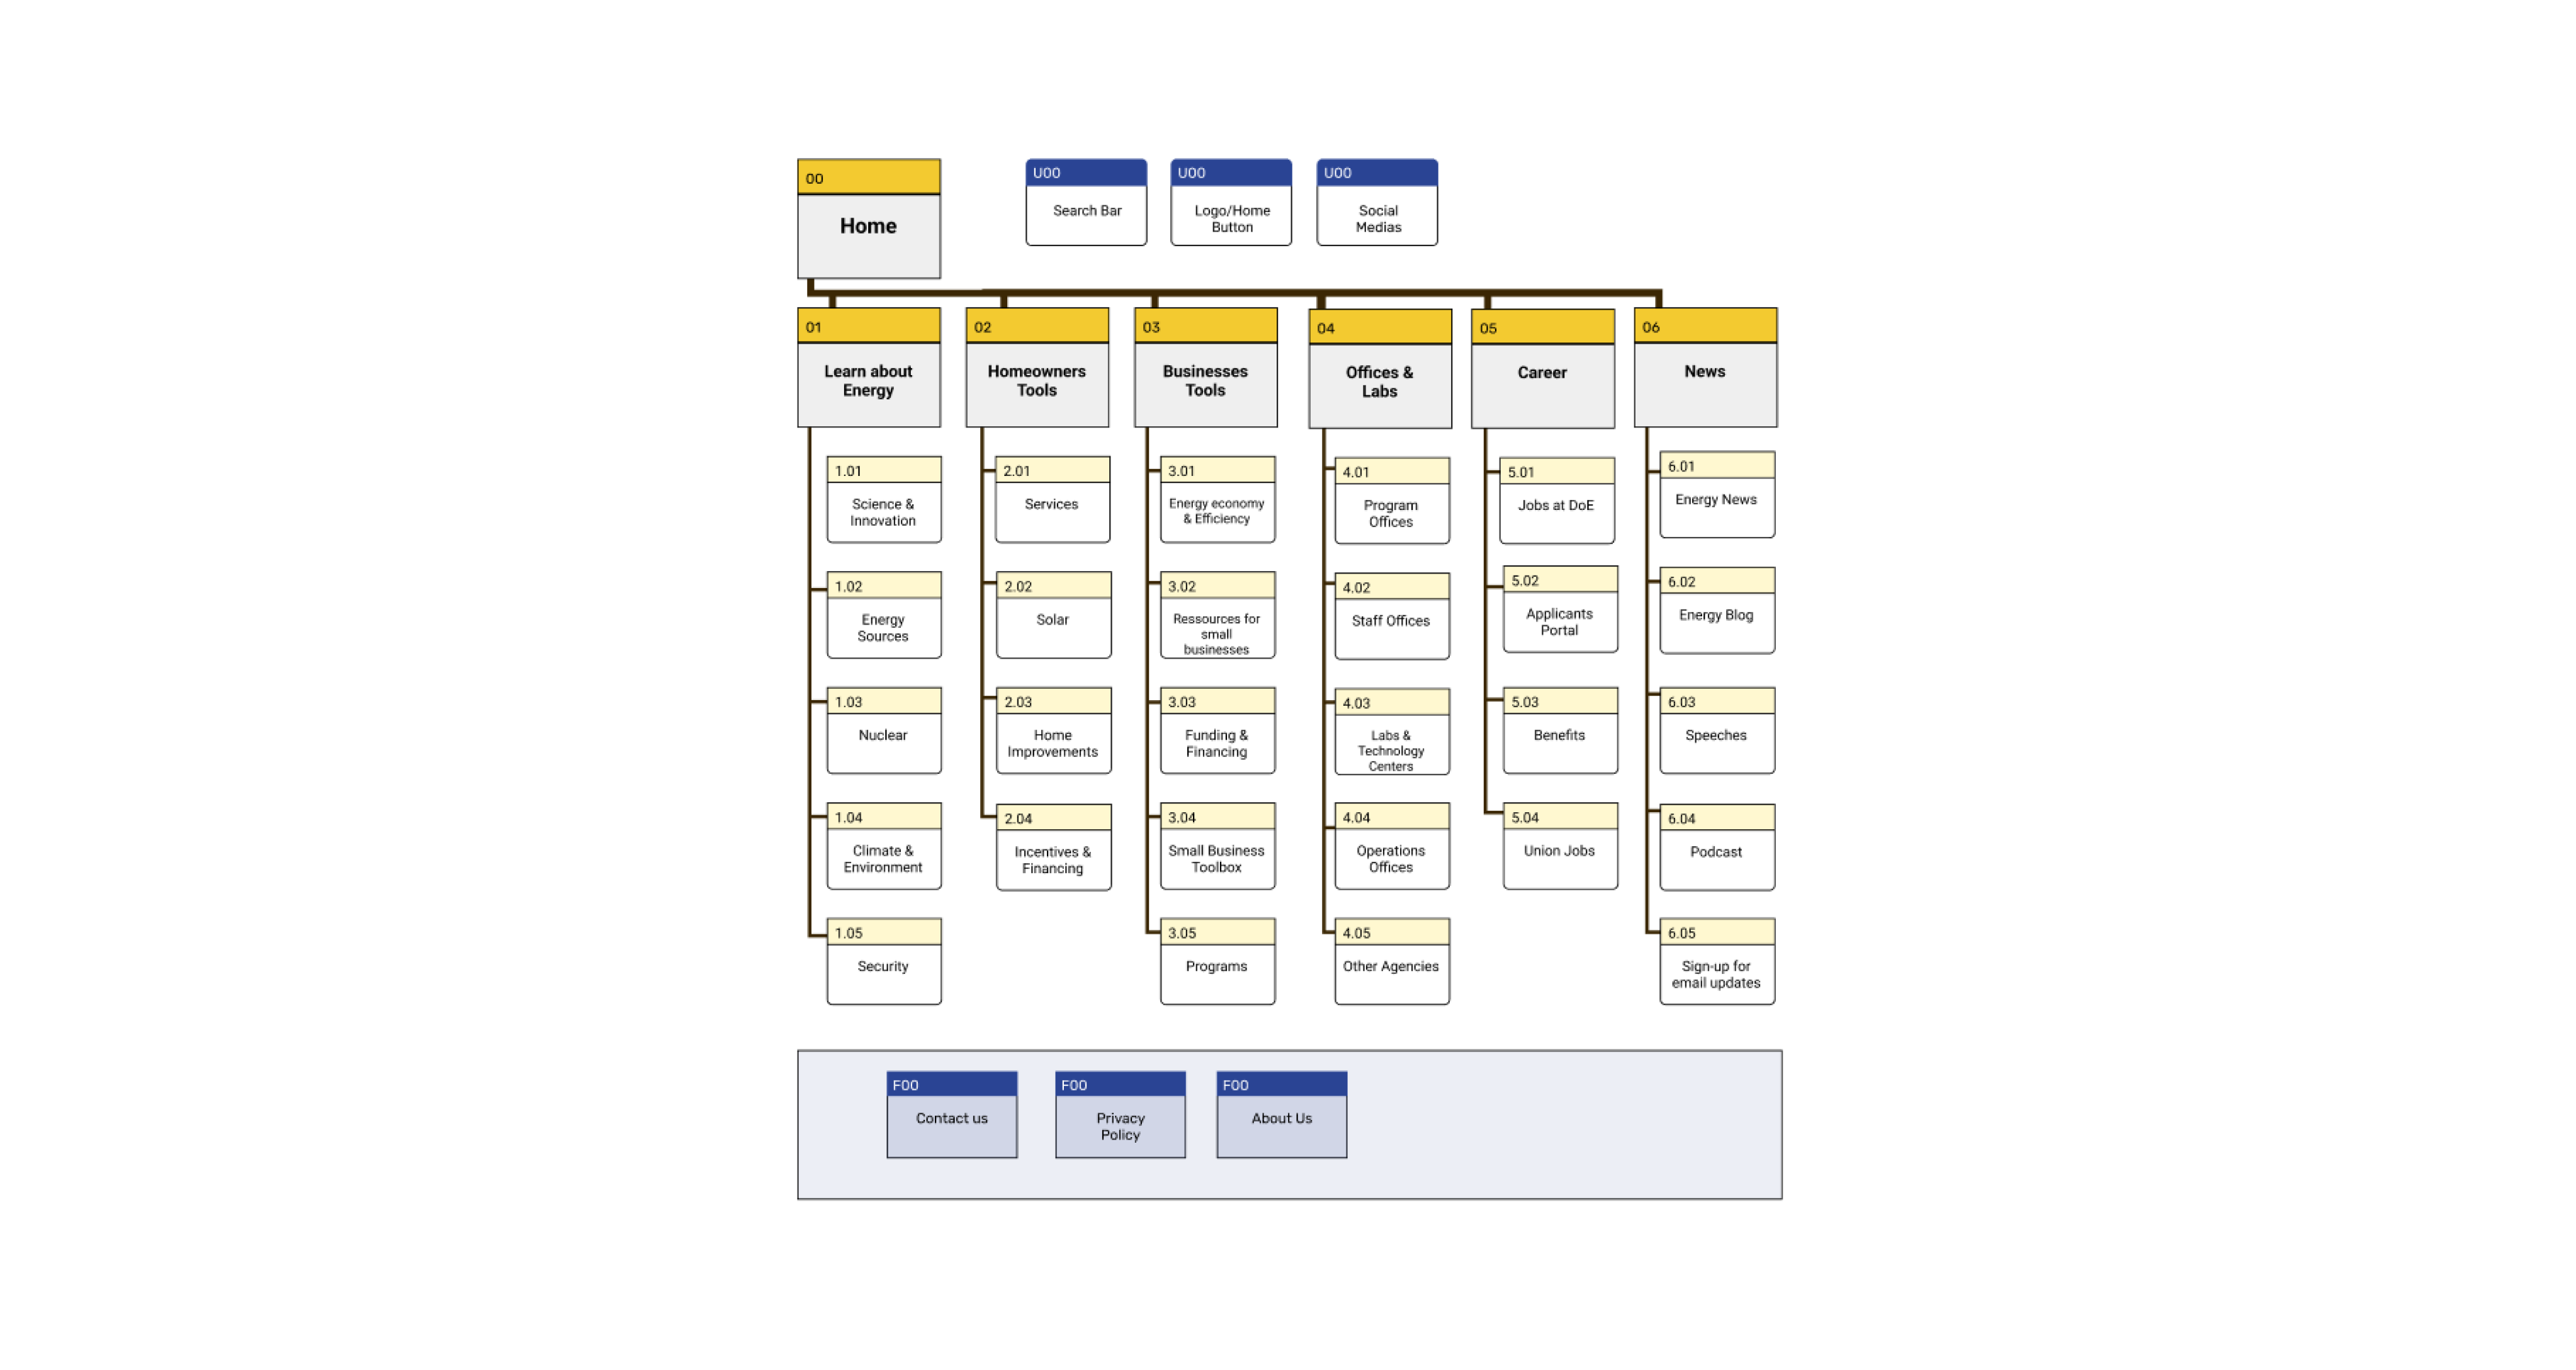 00
Home
U00
Search Bar
U00
Logo/Home
Button
U00
Social
Medias
01
Learn about
Energy
02
Homeowners
Tools
03
Businesses
Tools
04
Offices &
Labs
05
Career
06
News
1.01
Science &
Innovation
1.02
Energy
Sources
1.03
Nuclear
1.04
Climate &
Environment
1.05
Security
2.01
Services
2.02
Solar
2.03
Home
Improvements
2.04
Incentives &
Financing
3.01
Energy economy
& Efficiency
3.02
Ressources for
small
businesses
3.03
Funding &
Financing
3.04
Small Business
Toolbox
3.05
Programs
4.01
Program
Offices
4.02
Staff Offices
4.03
Labs &
Technology
Centers
4.04
Operations
Offices
4.05
Other Agencies
5.01
Jobs at DoE
5.02
Applicants
Portal
5.03
Benefits
5.04
Union Jobs
6.01
Energy News
6.02
Energy Blog
6.03
Speeches
6.04
Podcast
6.05
Sign-up for
email updates
F00
Contact us
F00
Privacy
Policy
F00
About Us